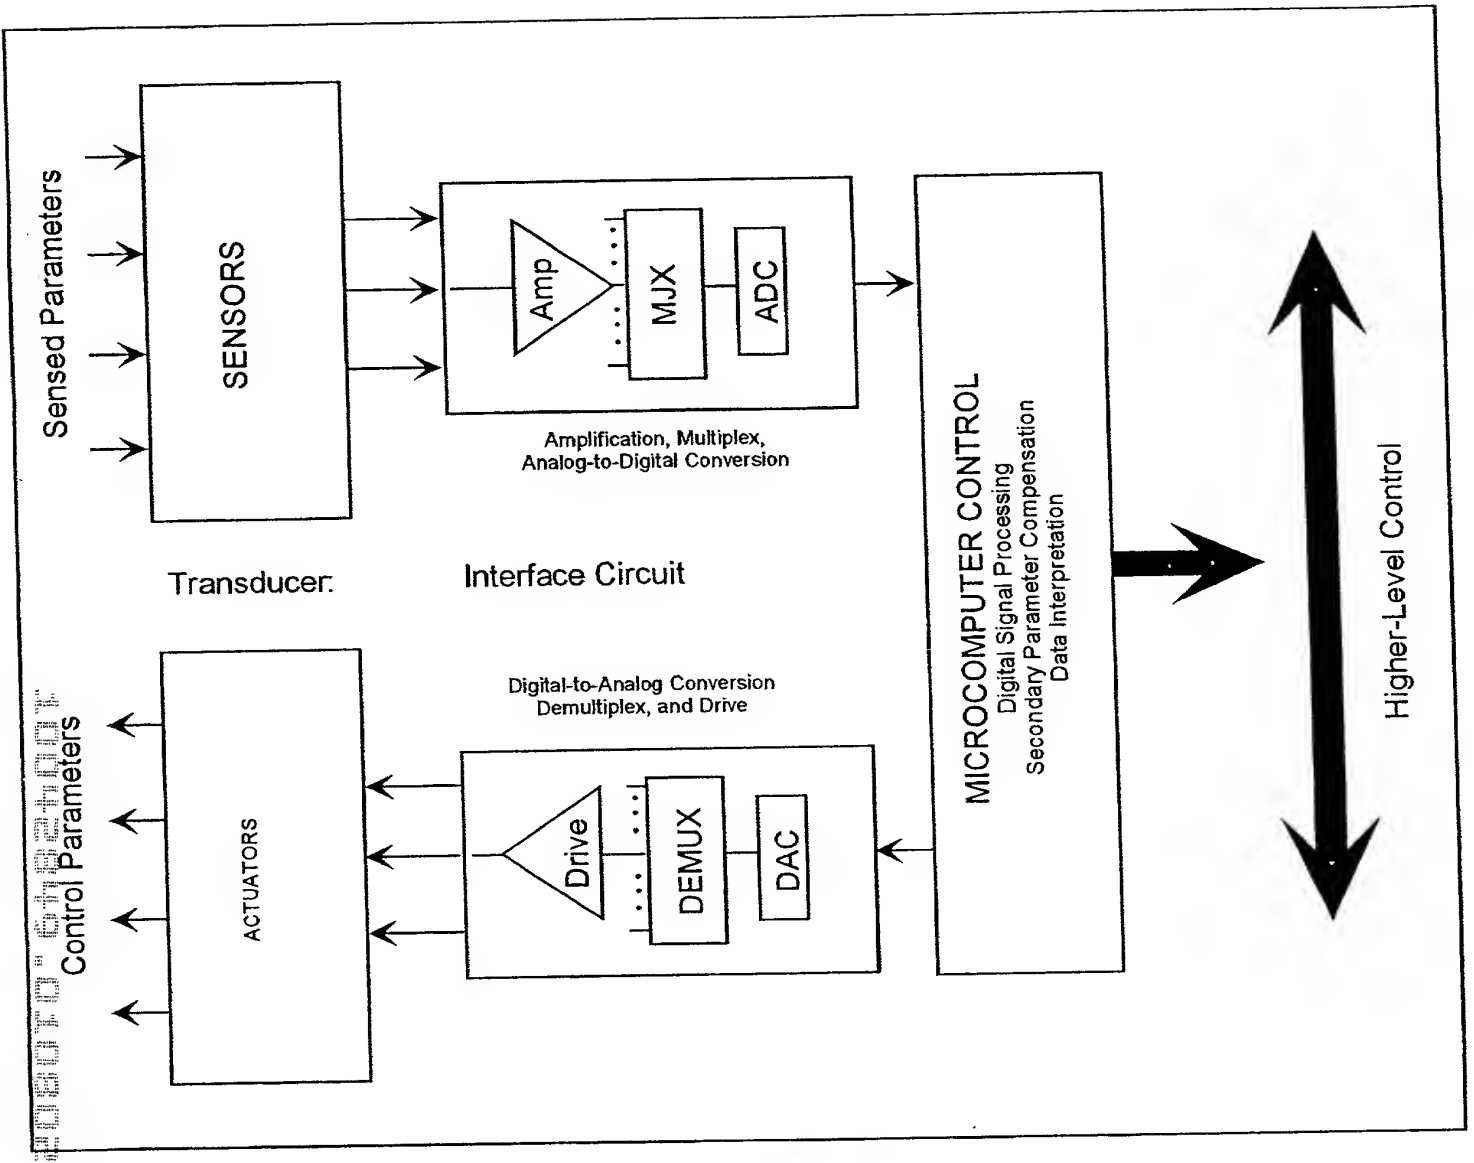 Sensed Parameters
SENSORS
Amp
MJX
ADC
Amplification, Multiplex,
Analog-to-Digital Conversion
Transducer.
Interface Circuit
MICROCOMPUTER CONTROL
Digital Signal Processing
Secondary Parameter Compensation
Data Interpretation
Higher-Level Control
Digital-to-Analog Conversion
Demultiplex, and Drive
Control Parameters
ACTUATORS
Drive
DEMUX
DAC